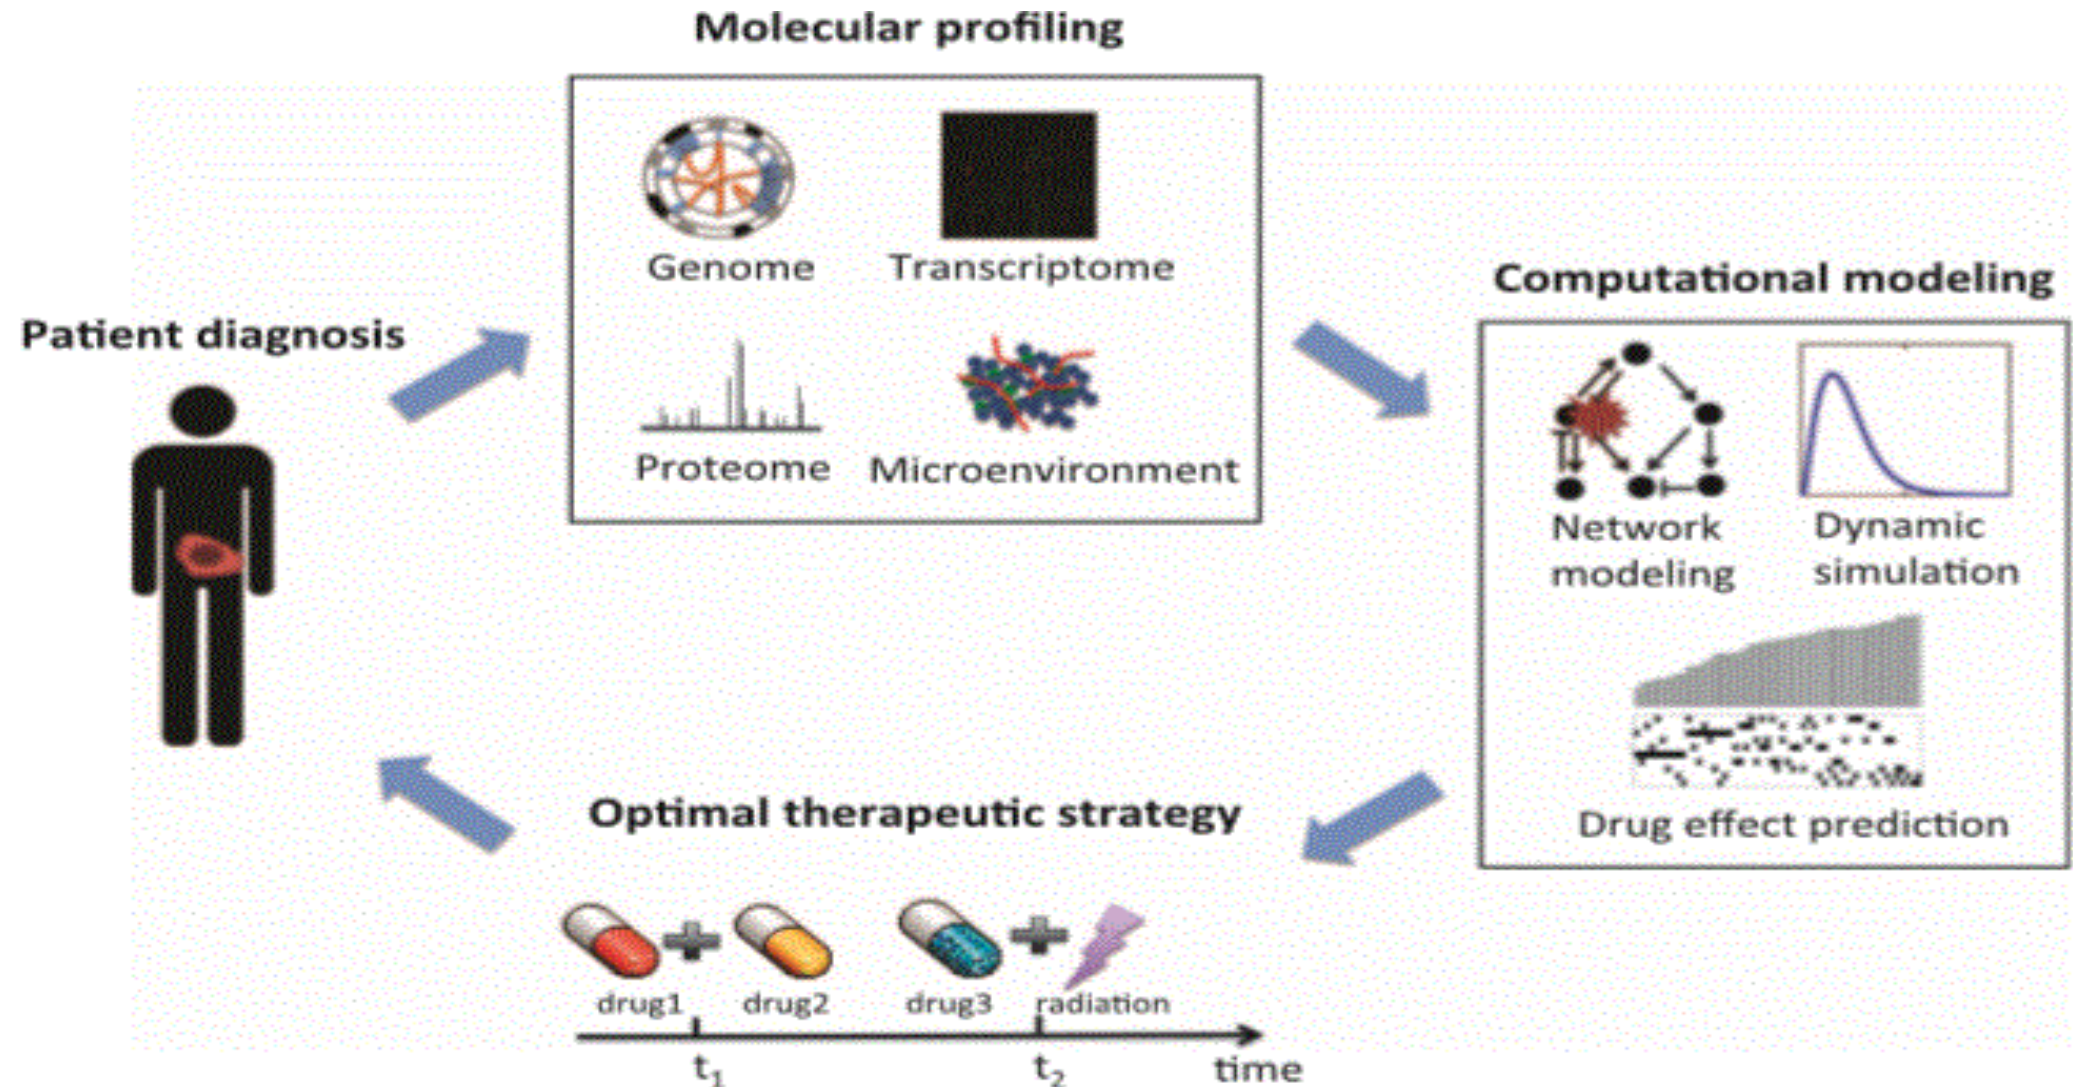 Molecular profiling
Genome
Transcriptome
Proteome
Microenvironment
Patient diagnosis
Computational modeling
Network
modeling
Dynamic
simulation
Drug effect prediction
Optimal therapeutic strategy
drug1
drug2
drug3
radiation
t₁
t₂
time